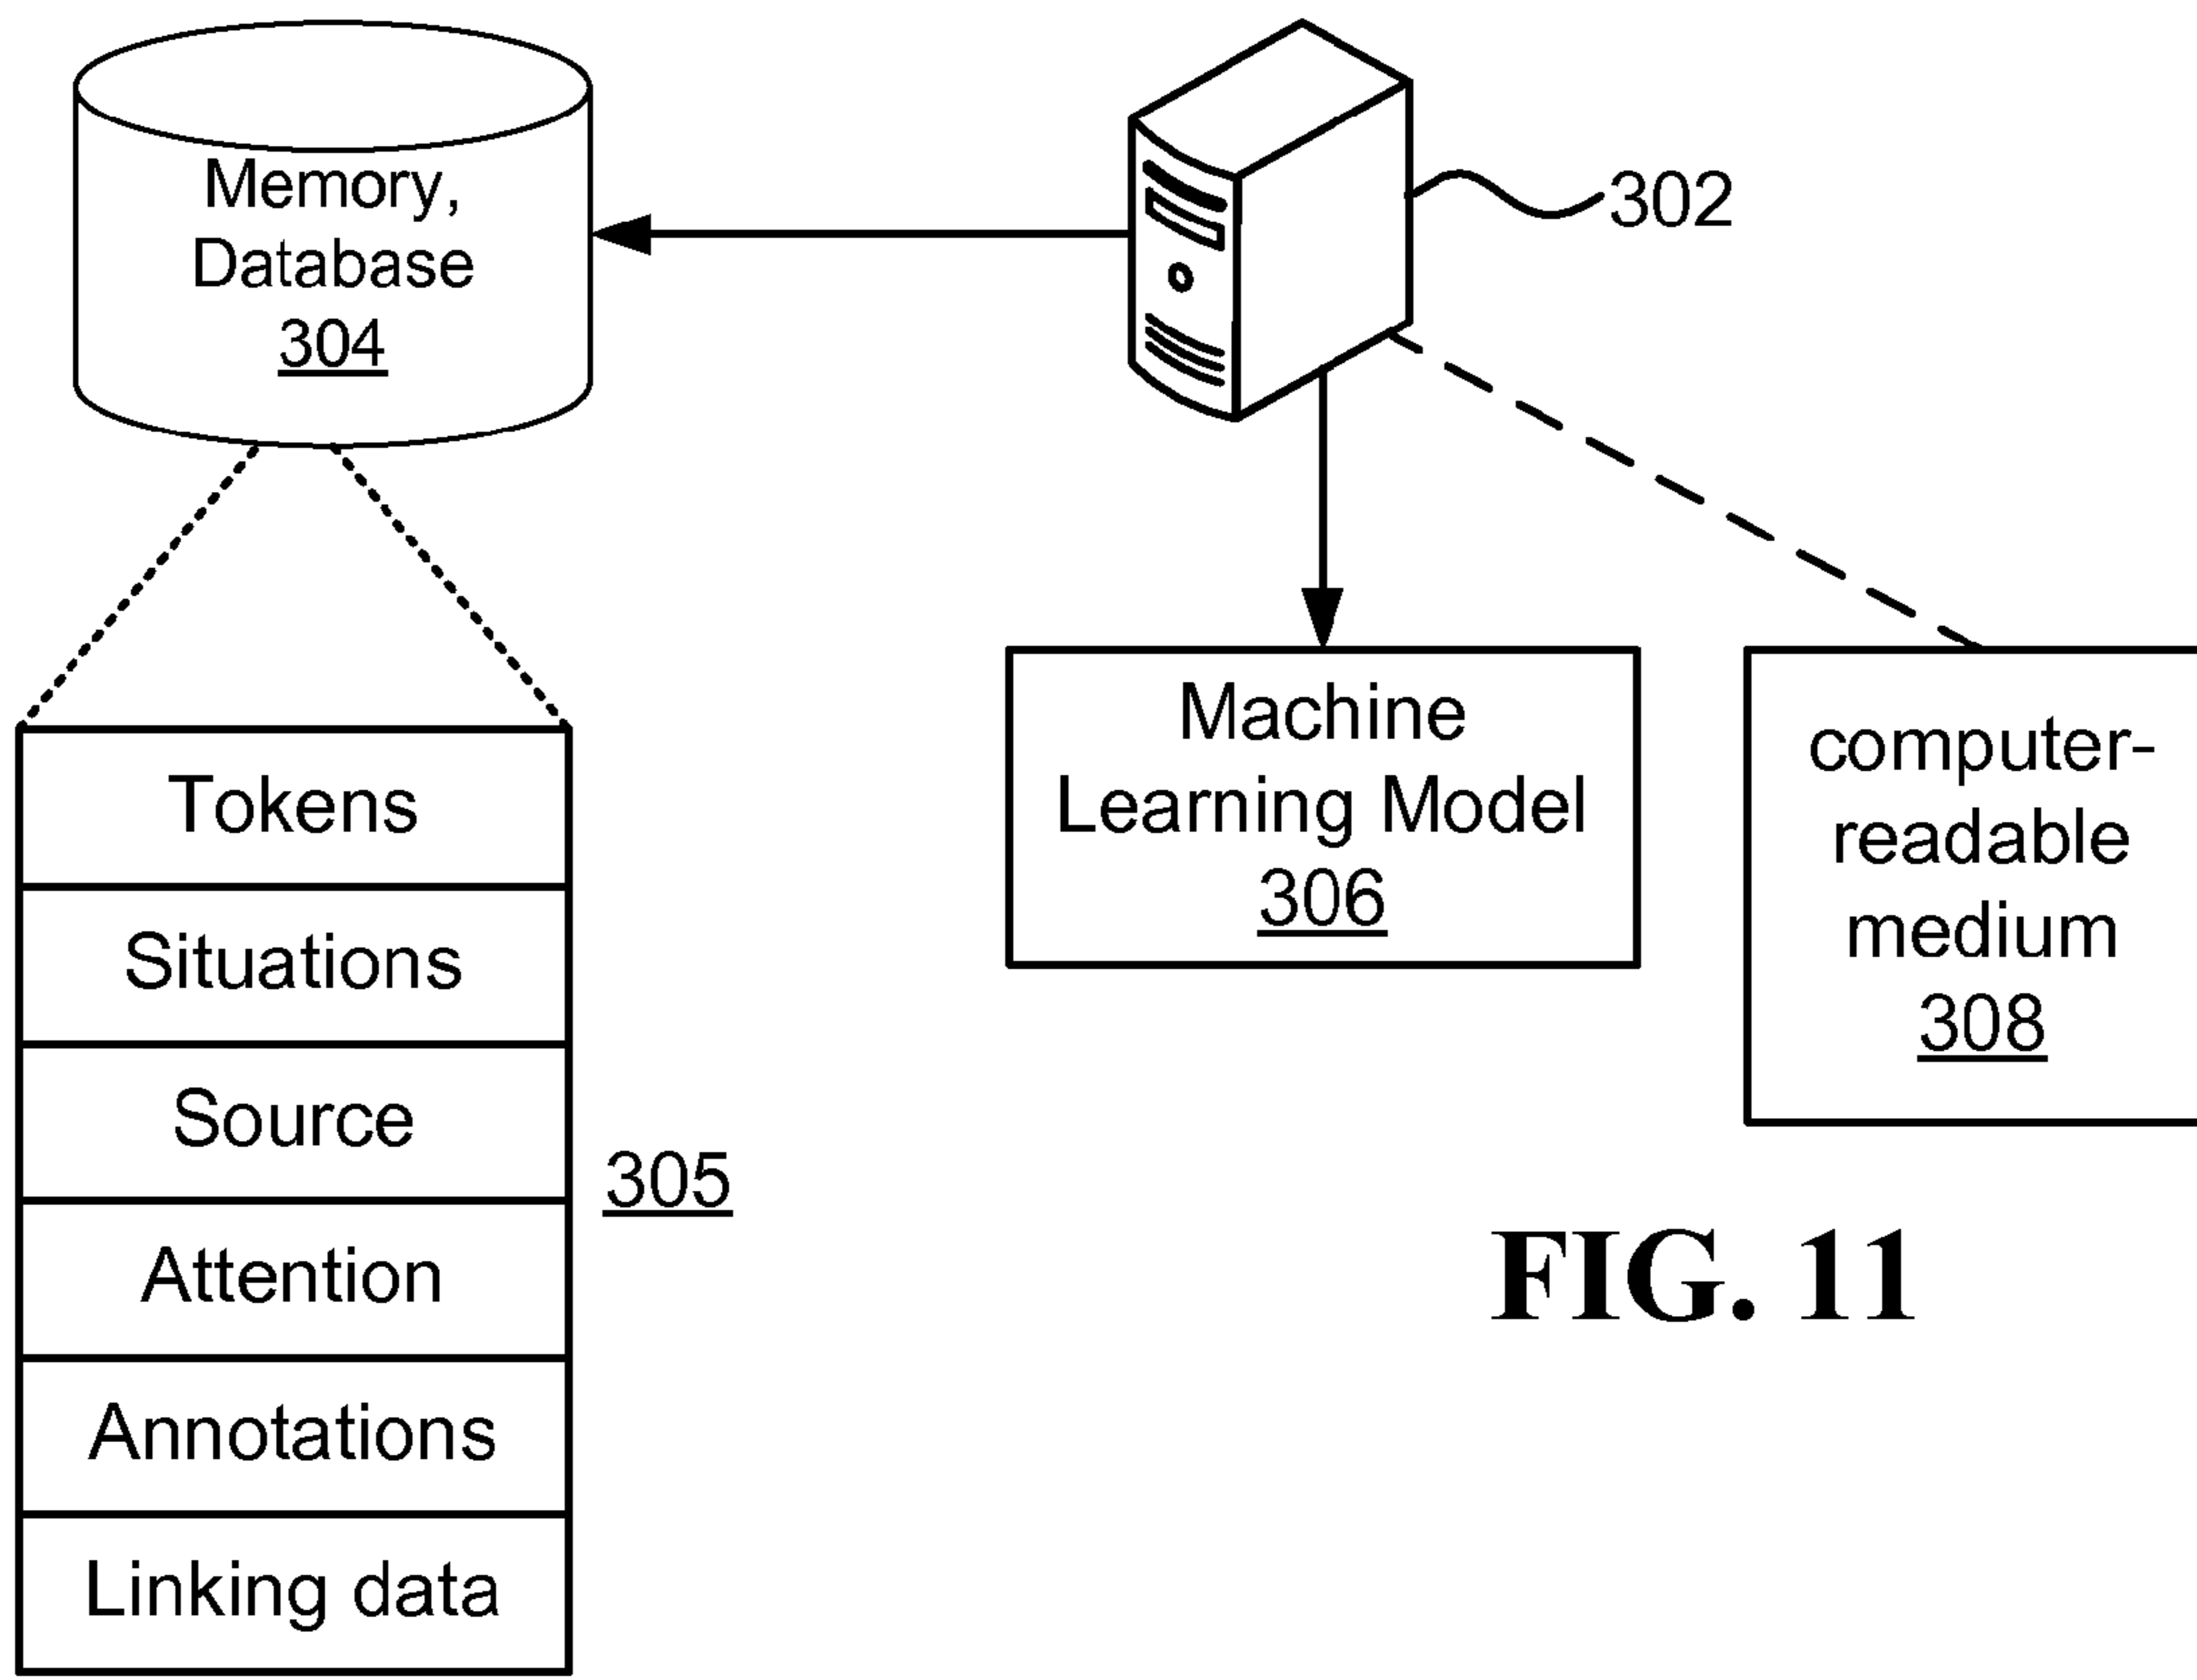 Memory,
Database
304
302
Machine
Learning Model
306
computer-
readable
medium
308
Tokens
Situations
Source
Attention
Annotations
Linking data
305
FIG. 11